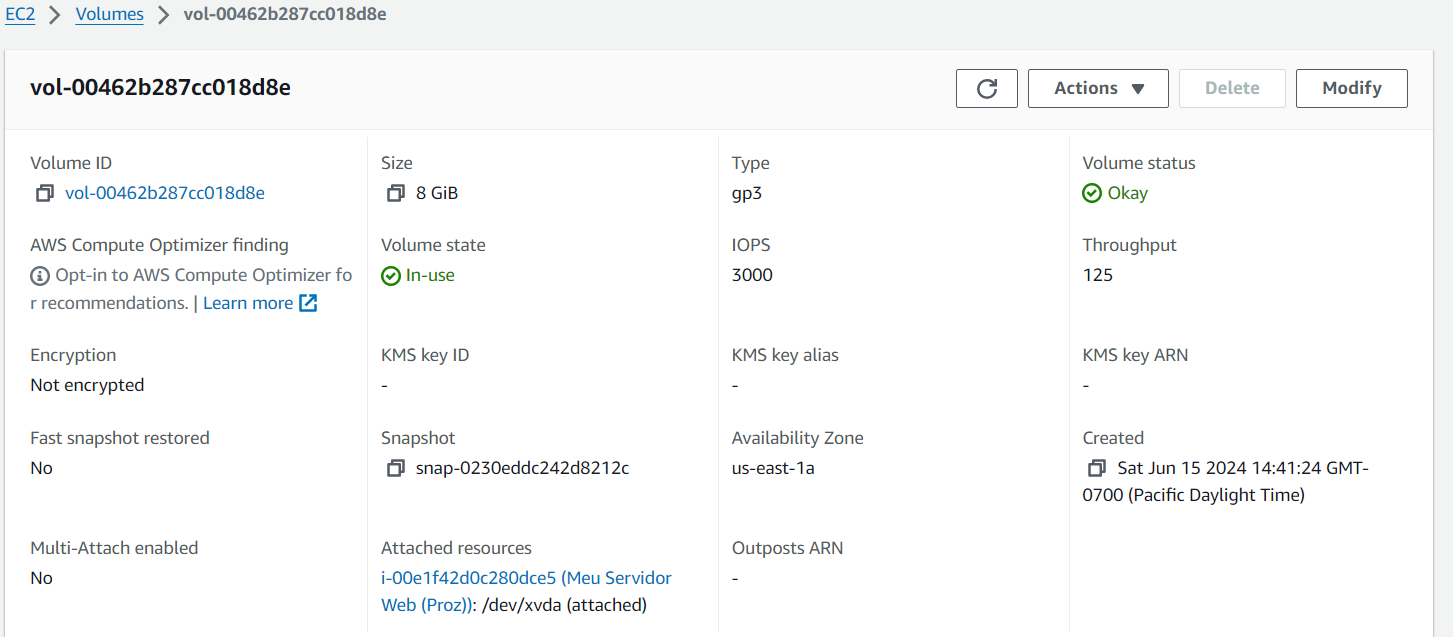 EC2 > Volumes > vol-00462b287cc018d8e
vol-00462b287cc018d8e
Actions ▼ Delete Modify
Volume ID
vol-00462b287cc018d8e
Size
8 GiB
Type
gp3
Volume status
Okay
AWS Compute Optimizer finding
Opt-in to AWS Compute Optimizer fo
r recommendations. | Learn more
Volume state
In-use
IOPS
3000
Throughput
125
Encryption
Not encrypted
KMS key ID
-
KMS key alias
-
KMS key ARN
-
Fast snapshot restored
No
Snapshot
snap-0230eddc242d8212c
Availability Zone
us-east-1a
Created
Sat Jun 15 2024 14:41:24 GMT-
0700 (Pacific Daylight Time)
Multi-Attach enabled
No
Attached resources
i-00e1f42d0c280dce5 (Meu Servidor
Web (Proz)): /dev/xvda (attached)
Outposts ARN
-